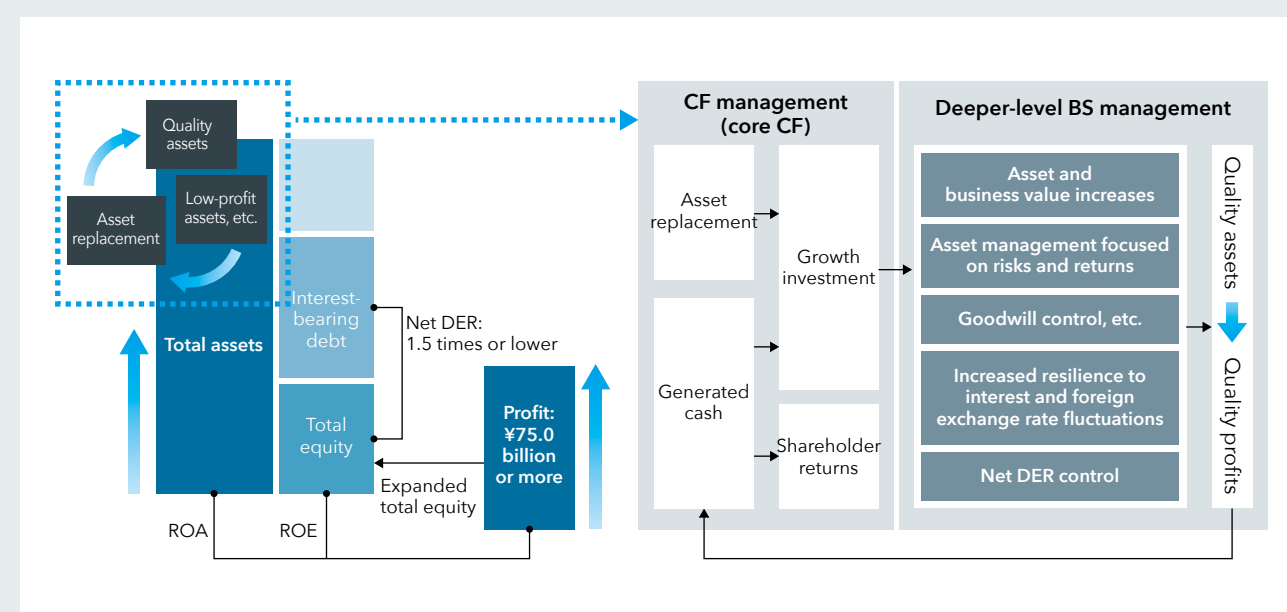 Quality
assets
Low-profit
assets, etc.
Asset
replacement
Total assets
Interest-
bearing
debt
Total
equity
Net DER:
1.5 times or lower
Profit:
¥75.0
billion
or more
Expanded
total equity
ROA
ROE
CF management
(core CF)
Asset
replacement
Generated
cash
Growth
investment
Shareholder
returns
Deeper-level BS management
Asset and
business value increases
Asset management focused
on risks and returns
Goodwill control, etc.
Increased resilience to
interest and foreign
exchange rate fluctuations
Net DER control
Quality assets
Quality profits